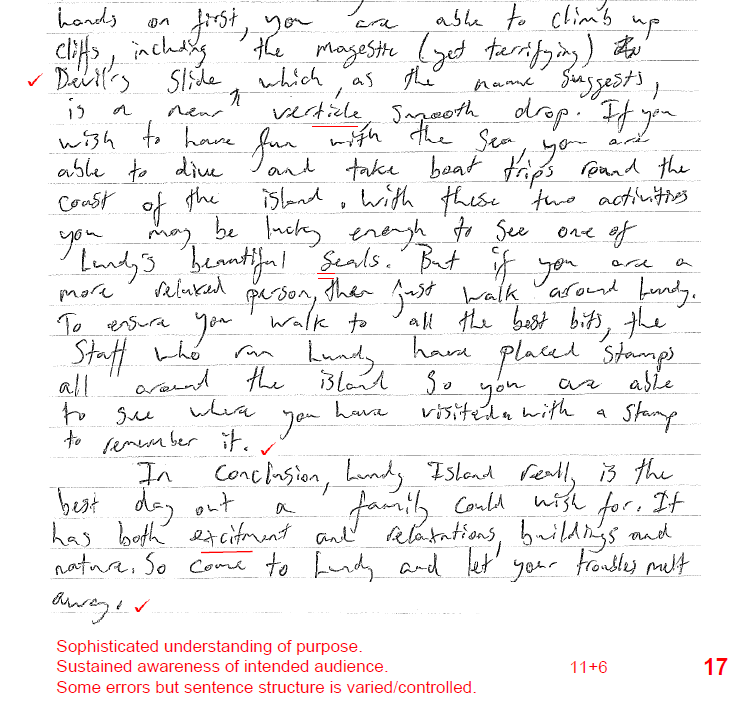 hands on first, you are able to climb up
cliffs, including the magestic (yet terrifying)
Devil's Slide, which, as the name suggests,
is a near verticle, smooth drop. If you
wish to have fun with the sea, you are
able to dive and take boat trips round the
coast of the island. With these two activities
you may be lucky enough to see one of
Lundy's beautiful seals. But if you are a
more relaxed person, then just walk around Lundy.
To ensure you walk to all the best bits, the
Staff who run Lundy have placed stamps
all around the island so you are able
to see where you have visited with a stamp
to remember it.
In conclusion, Lundy Island really is the
best day out a family could wish for. It
has both excitment and relaxations, buildings and
nature. So come to Lundy and let your troubles melt
away.
Sophisticated understanding of purpose.
Sustained awareness of intended audience. 11+6 17
Some errors but sentence structure is varied/controlled.